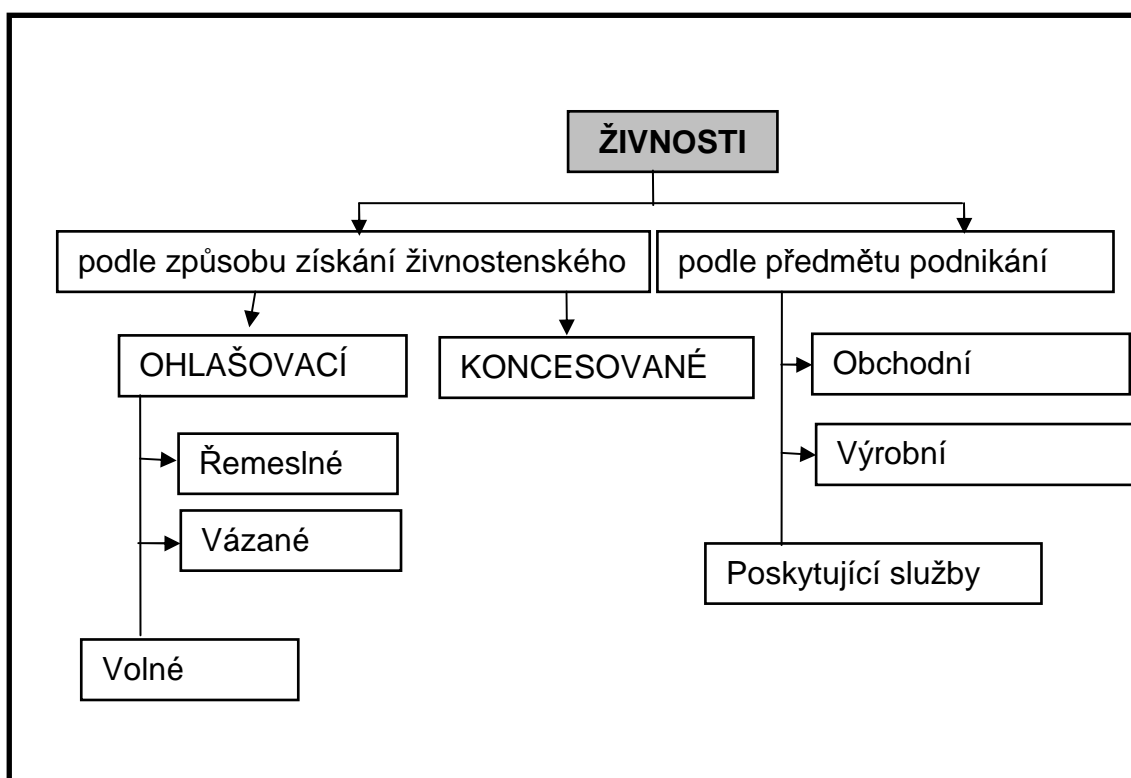 ŽIVNOSTI
podle způsobu získání živnostenského
podle předmětu podnikání
OHLAŠOVACÍ
KONCESOVANÉ
Obchodní
Řemeslné
Výrobní
Vázané
Poskytující služby
Volné